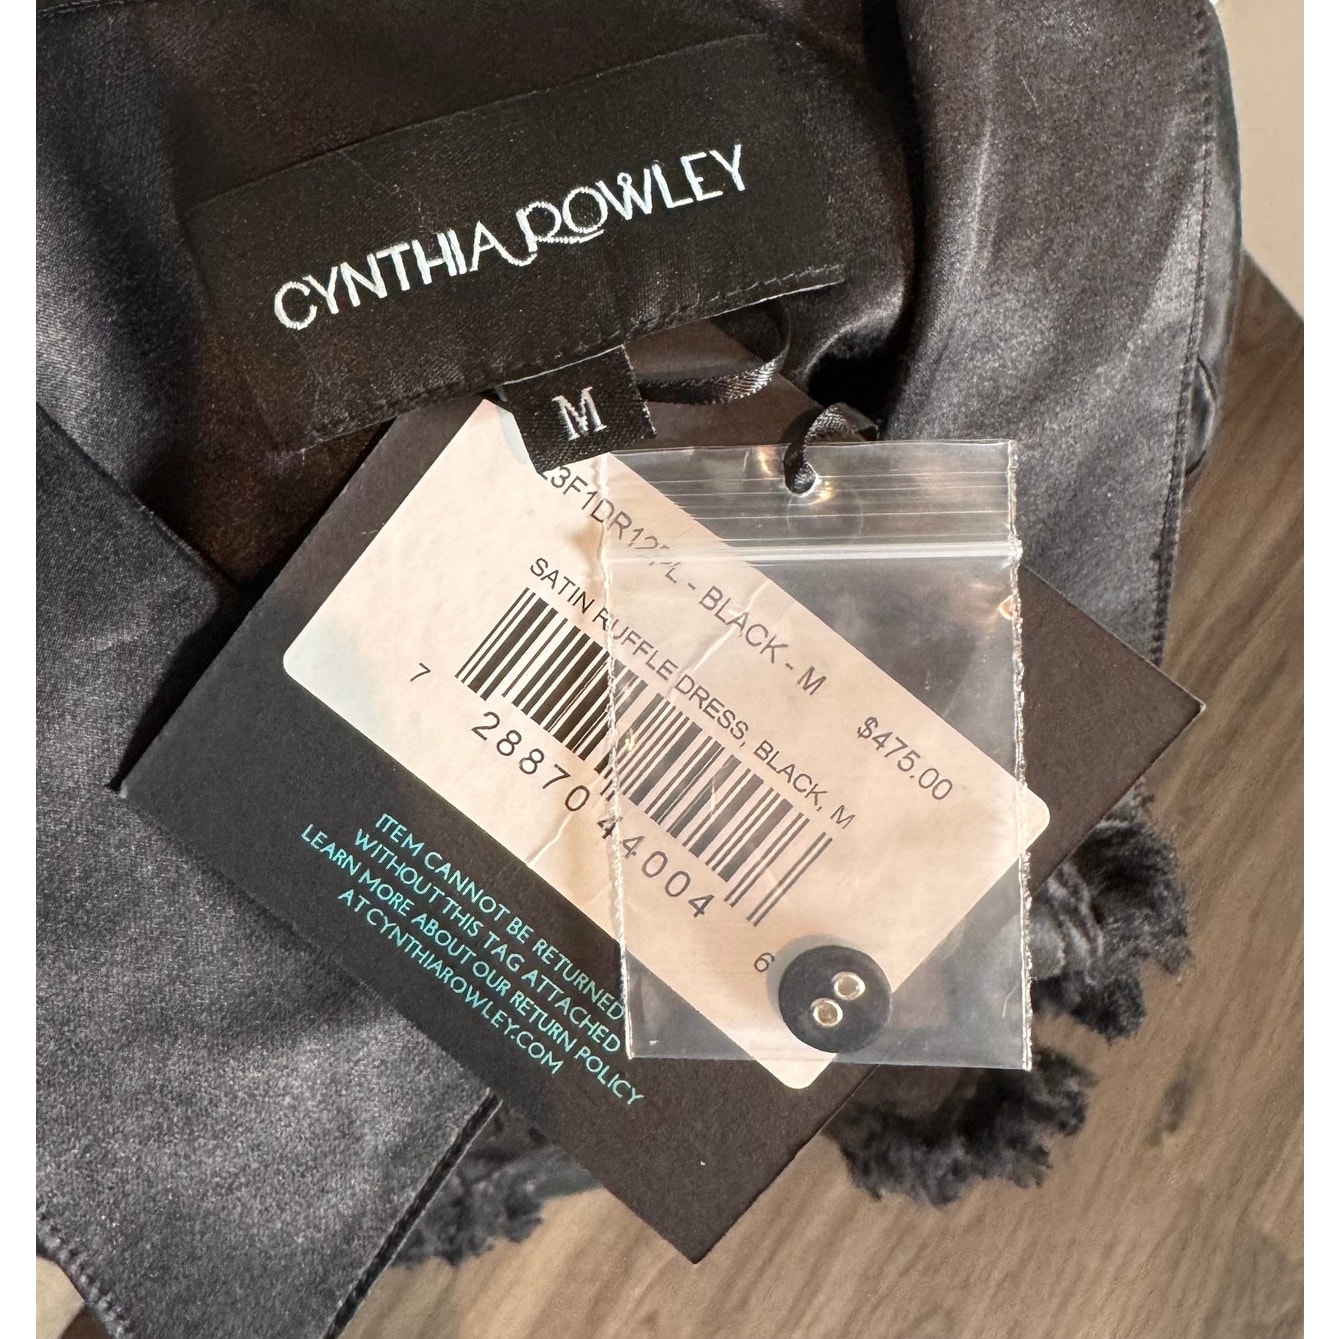 CYNTHIA ROWLEY
M
- BLACK - M
$475.00
SATIN RUFFLE DRESS, BLACK, M
7 28870 44004 6
ITEM CANNOT BE RETURNED
WITHOUT THIS TAG ATTACHED
LEARN MORE ABOUT OUR RETURN POLICY
AT CYNTHIAROWLEY.COM